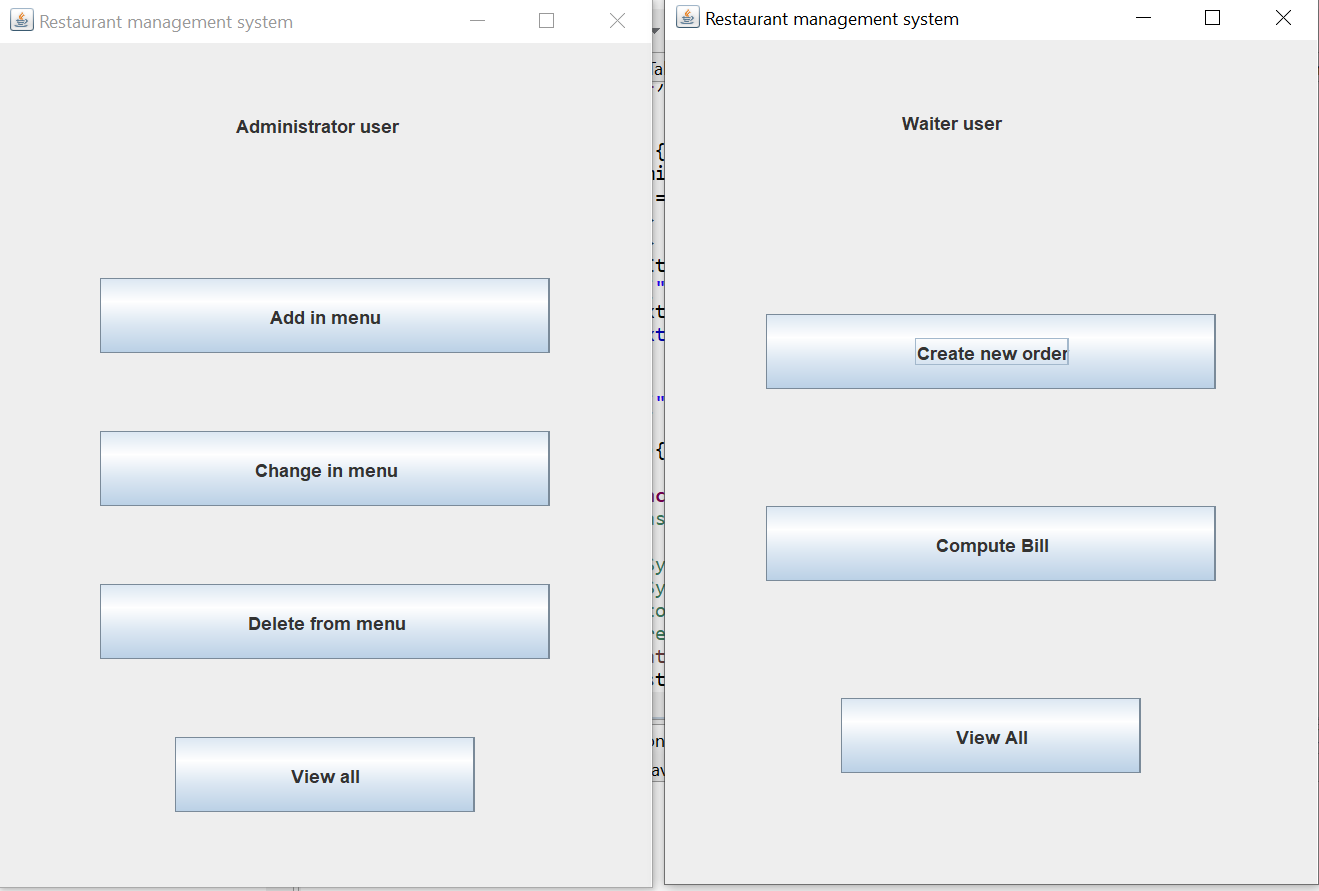 Restaurant management system
Administrator user
Add in menu
Change in menu
Delete from menu
View all
Restaurant management system
Waiter user
Create new order
Compute Bill
View All